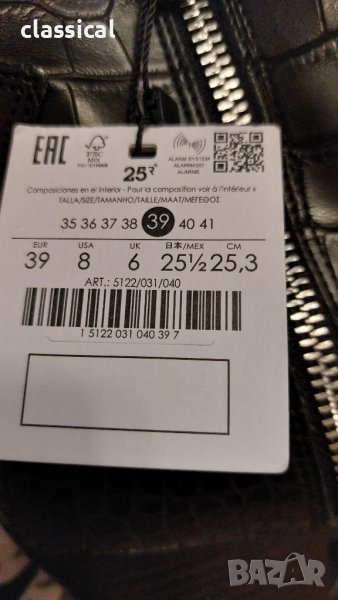 classical
EAC
FSC
MIX
25
ALARM SYSTEM
ALARMADO
ALARME
Composiciones en el interior - Pour la composition voir à l'intérieur
TALLA/SIZE/TAMANHO/TAILLE/MAAT/ΜΕΓΕΘΟΣ
35 36 37 38 39 40 41
EUR USA UK 日本/MEX CM
39 8 6 25½ 25,3
ART.: 5122/031/040
1 5122 031 040 39 7
BAZAR.bg